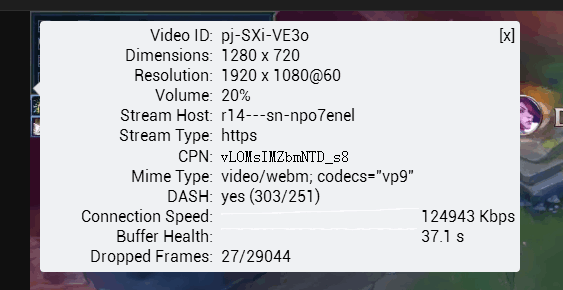 Video ID: pj-SXi-VE3o [x]
Dimensions: 1280 x 720
Resolution: 1920 x 1080@60
Volume: 20%
Stream Host: r14---sn-npo7enel
Stream Type: https
CPN: vLOMsIMZbmNTD_s8
Mime Type: video/webm; codecs="vp9"
DASH: yes (303/251)
Connection Speed: 124943 Kbps
Buffer Health: 37.1 s
Dropped Frames: 27/29044